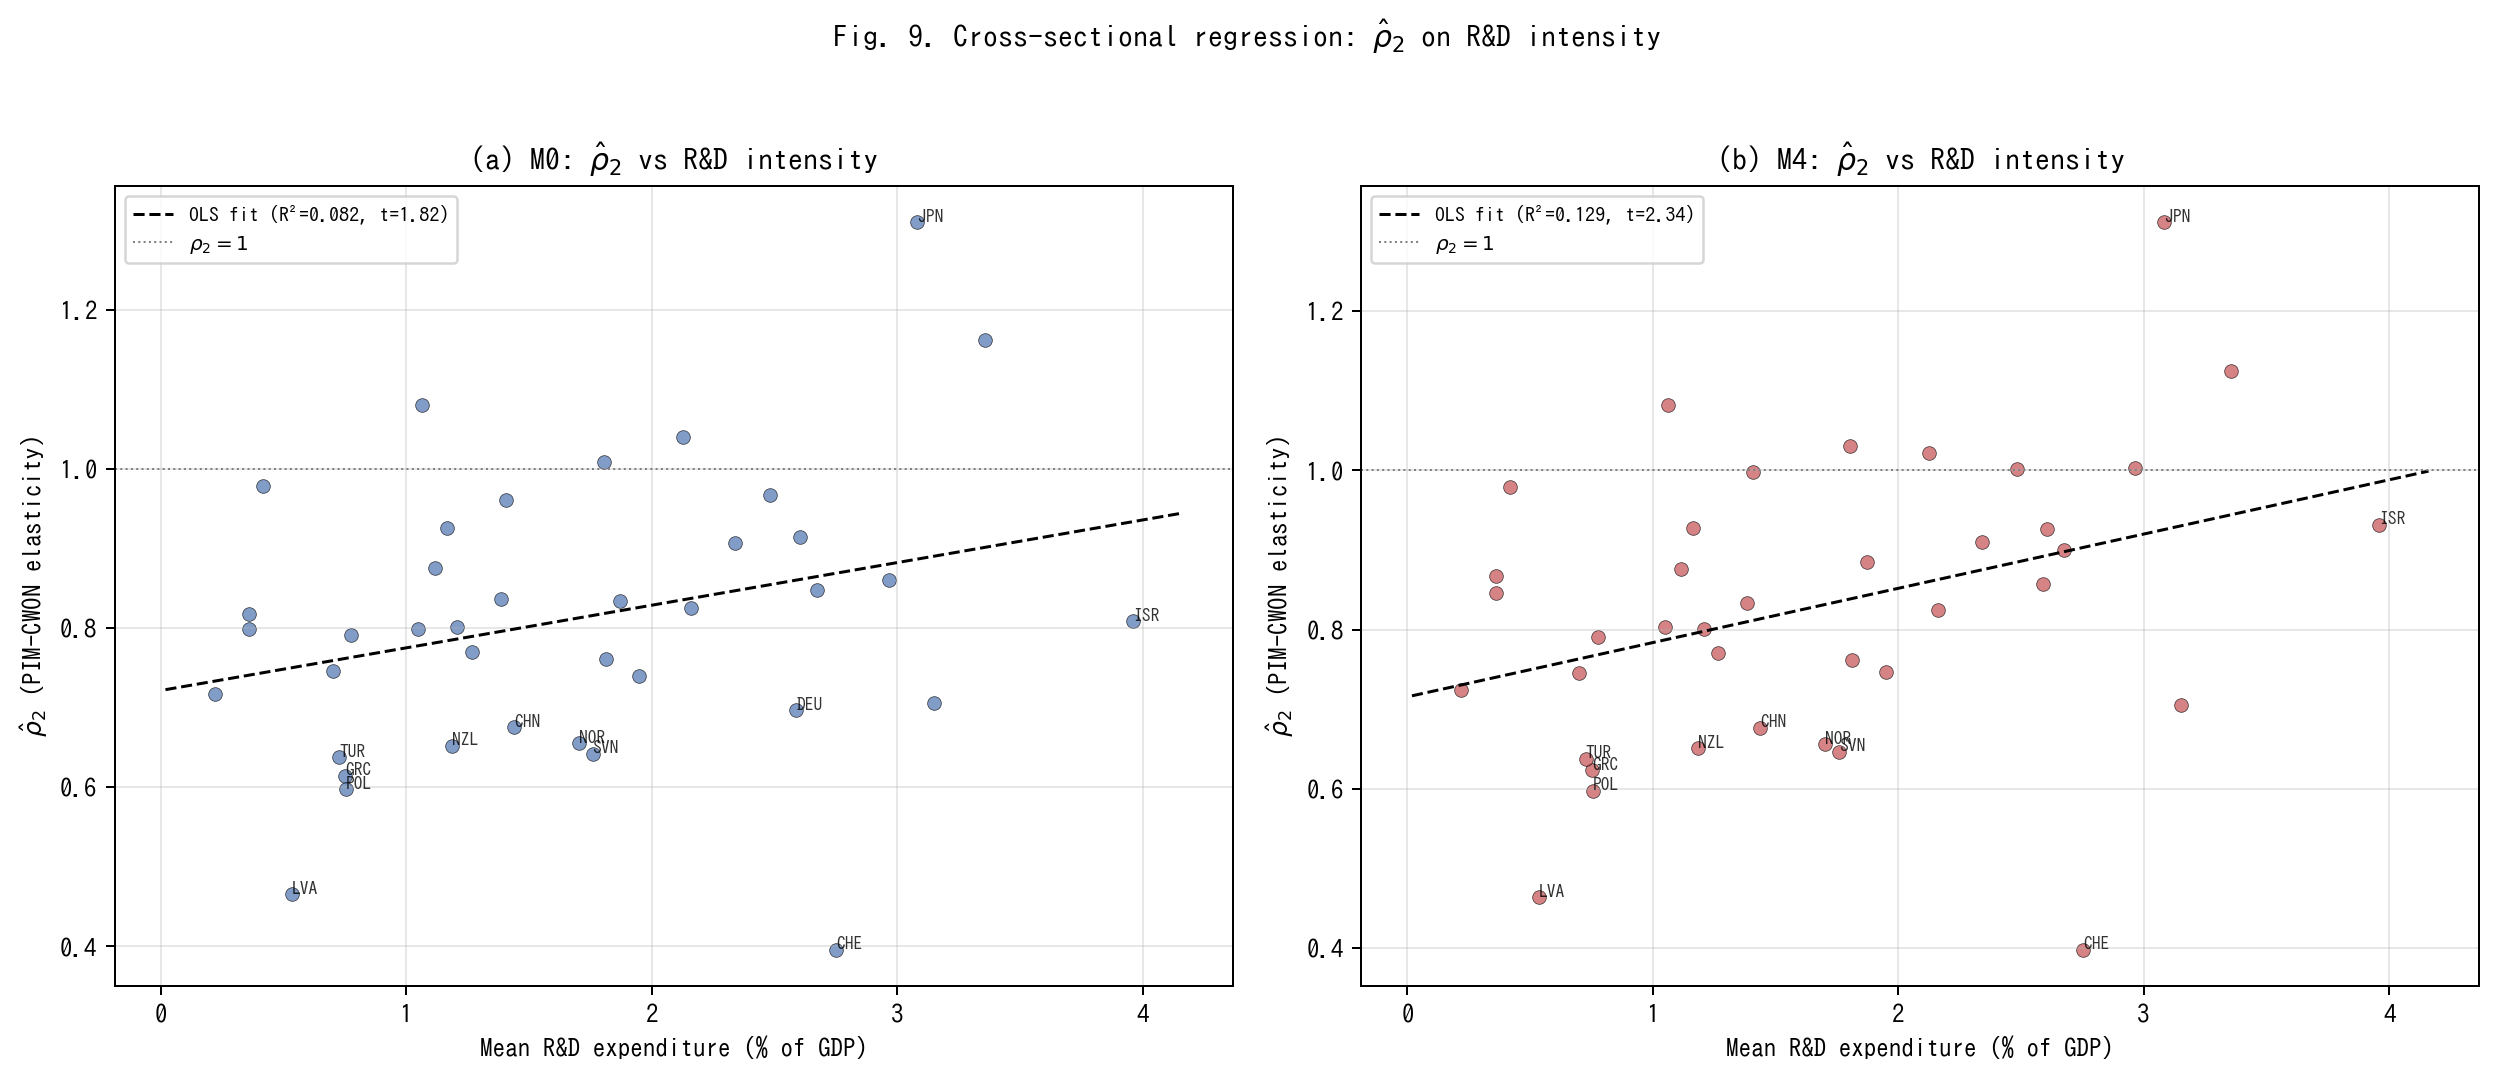 Fig. 9. Cross-sectional regression: ρ̂₂ on R&D intensity
(a) M0: ρ̂₂ vs R&D intensity
OLS fit (R²=0.082, t=1.82)
ρ₂ = 1
JPN
ISR
DEU
CHN
NOR
SVN
NZL
TUR
GRC
POL
LVA
CHE
1.2
1.0
0.8
0.6
0.4
ρ̂₂ (PIM-CWON elasticity)
0 1 2 3 4
Mean R&D expenditure (% of GDP)
(b) M4: ρ̂₂ vs R&D intensity
OLS fit (R²=0.129, t=2.34)
ρ₂ = 1
JPN
ISR
CHN
NOR
SVN
NZL
TUR
GRC
POL
LVA
CHE
1.2
1.0
0.8
0.6
0.4
ρ̂₂ (PIM-CWON elasticity)
0 1 2 3 4
Mean R&D expenditure (% of GDP)